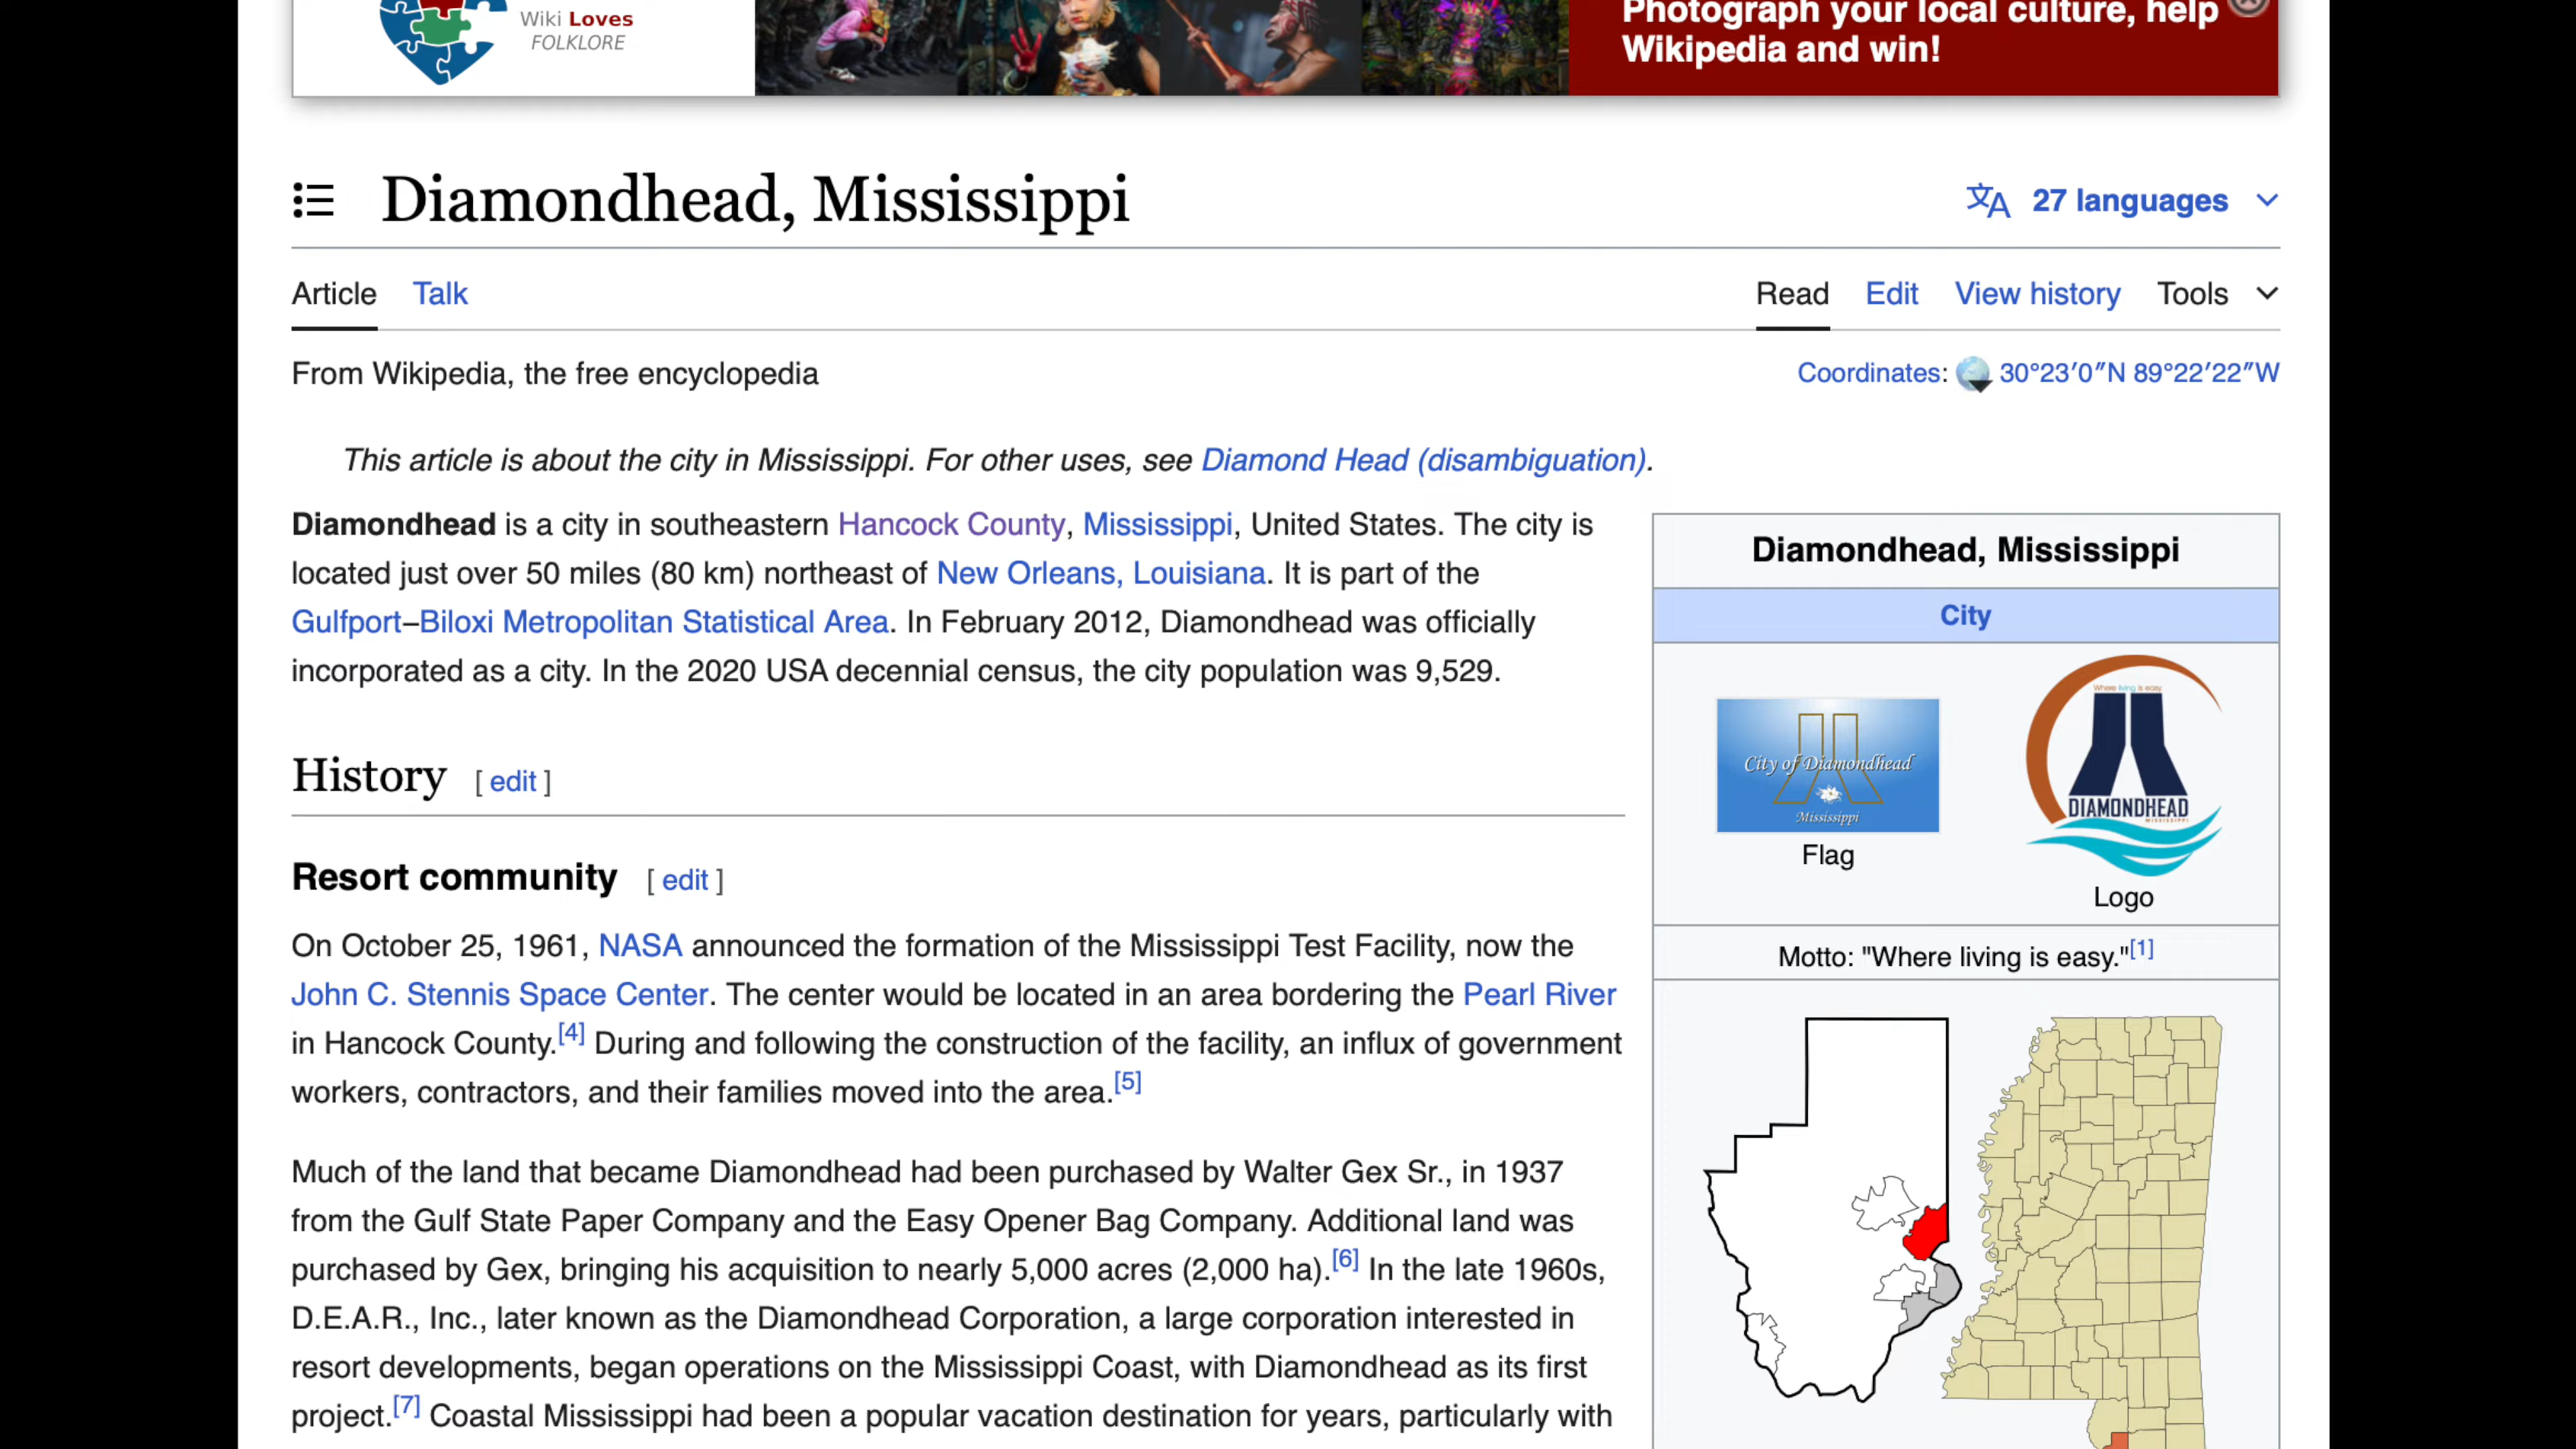 Wiki Loves
FOLKLORE
Photograph your local culture, help
Wikipedia and win!
Diamondhead, Mississippi
27 languages
Article Talk
Read Edit View history Tools
From Wikipedia, the free encyclopedia
Coordinates: 30°23′0″N 89°22′22″W
This article is about the city in Mississippi. For other uses, see Diamond Head (disambiguation).
Diamondhead is a city in southeastern Hancock County, Mississippi, United States. The city is
located just over 50 miles (80 km) northeast of New Orleans, Louisiana. It is part of the
Gulfport–Biloxi Metropolitan Statistical Area. In February 2012, Diamondhead was officially
incorporated as a city. In the 2020 USA decennial census, the city population was 9,529.
History [ edit ]
Resort community [ edit ]
On October 25, 1961, NASA announced the formation of the Mississippi Test Facility, now the
John C. Stennis Space Center. The center would be located in an area bordering the Pearl River
in Hancock County.[4] During and following the construction of the facility, an influx of government
workers, contractors, and their families moved into the area.[5]
Much of the land that became Diamondhead had been purchased by Walter Gex Sr., in 1937
from the Gulf State Paper Company and the Easy Opener Bag Company. Additional land was
purchased by Gex, bringing his acquisition to nearly 5,000 acres (2,000 ha).[6] In the late 1960s,
D.E.A.R., Inc., later known as the Diamondhead Corporation, a large corporation interested in
resort developments, began operations on the Mississippi Coast, with Diamondhead as its first
project.[7] Coastal Mississippi had been a popular vacation destination for years, particularly with
Diamondhead, Mississippi
City
City of Diamondhead
Mississippi
Flag
Where living is easy.
DIAMONDHEAD
MISSISSIPPI
Logo
Motto: "Where living is easy."[1]